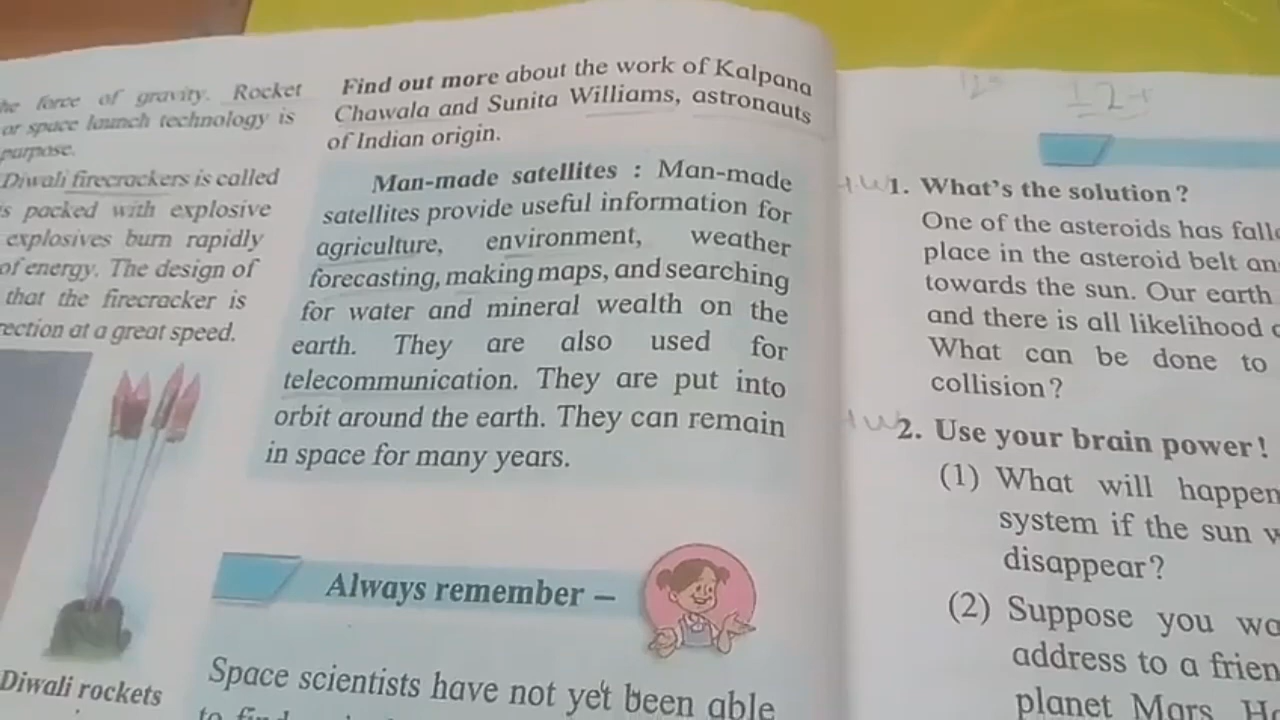 he force of gravity. Rocket
or space launch technology is
purpose.
Diwali firecrackers is called
is packed with explosive
explosives burn rapidly
of energy. The design of
that the firecracker is
rection at a great speed.
Diwali rockets
Find out more about the work of Kalpana
Chawala and Sunita Williams, astronauts
of Indian origin.
Man-made satellites : Man-made
satellites provide useful information for
agriculture, environment, weather
forecasting, making maps, and searching
for water and mineral wealth on the
earth. They are also used for
telecommunication. They are put into
orbit around the earth. They can remain
in space for many years.
Always remember –
Space scientists have not yet been able
to find
HW 1. What's the solution ?
One of the asteroids has falle
place in the asteroid belt an
towards the sun. Our earth
and there is all likelihood
What can be done to
collision ?
HW 2. Use your brain power !
(1) What will happen
system if the sun w
disappear ?
(2) Suppose you wa
address to a frien
planet Mars. Ho